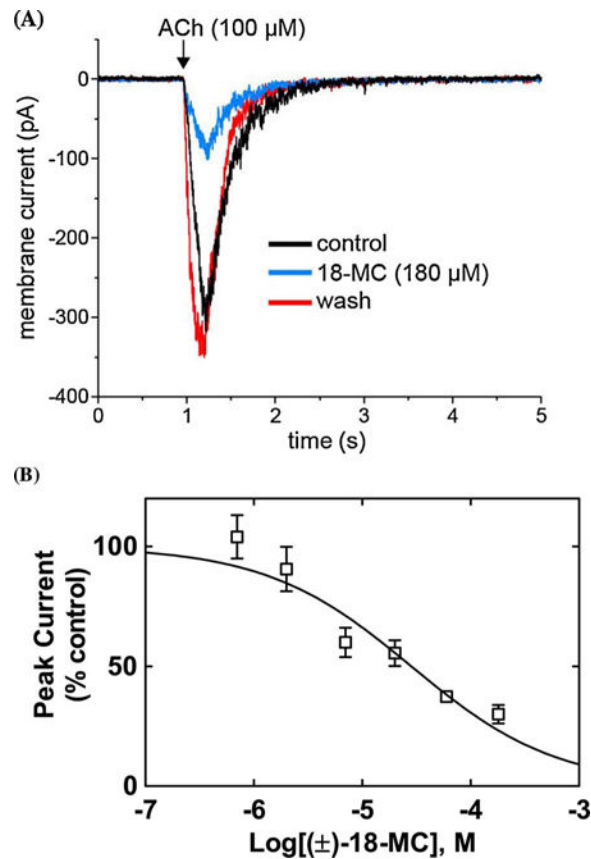 (A)
ACh (100 µM)
0
-100
-200
-300
-400
membrane current (pA)
control
18-MC (180 µM)
wash
0 1 2 3 4 5
time (s)
(B)
100
50
0
Peak Current
(% control)
-7 -6 -5 -4 -3
Log[(±)-18-MC], M